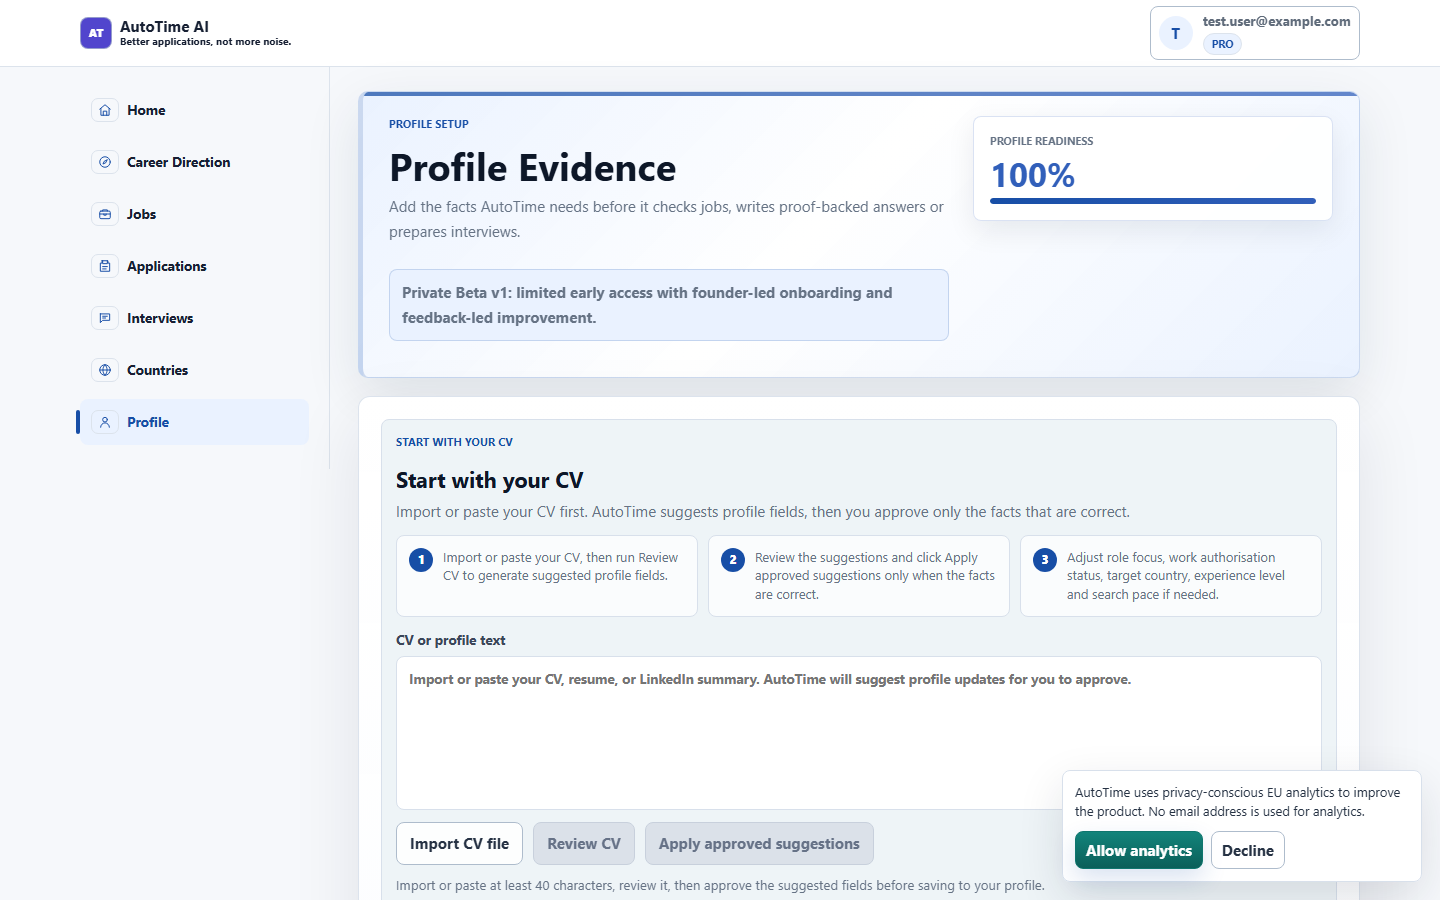 AT
AutoTime AI
Better applications, not more noise.
T
test.user@example.com
PRO
Home
Career Direction
Jobs
Applications
Interviews
Countries
Profile
PROFILE SETUP
Profile Evidence
Add the facts AutoTime needs before it checks jobs, writes proof-backed answers or
prepares interviews.
Private Beta v1: limited early access with founder-led onboarding and
feedback-led improvement.
PROFILE READINESS
100%
START WITH YOUR CV
Start with your CV
Import or paste your CV first. AutoTime suggests profile fields, then you approve only the facts that are correct.
1
Import or paste your CV, then run Review
CV to generate suggested profile fields.
2
Review the suggestions and click Apply
approved suggestions only when the facts
are correct.
3
Adjust role focus, work authorisation
status, target country, experience level
and search pace if needed.
CV or profile text
Import or paste your CV, resume, or LinkedIn summary. AutoTime will suggest profile updates for you to approve.
Import CV file
Review CV
Apply approved suggestions
Import or paste at least 40 characters, review it, then approve the suggested fields before saving to your profile.
AutoTime uses privacy-conscious EU analytics to improve
the product. No email address is used for analytics.
Allow analytics
Decline